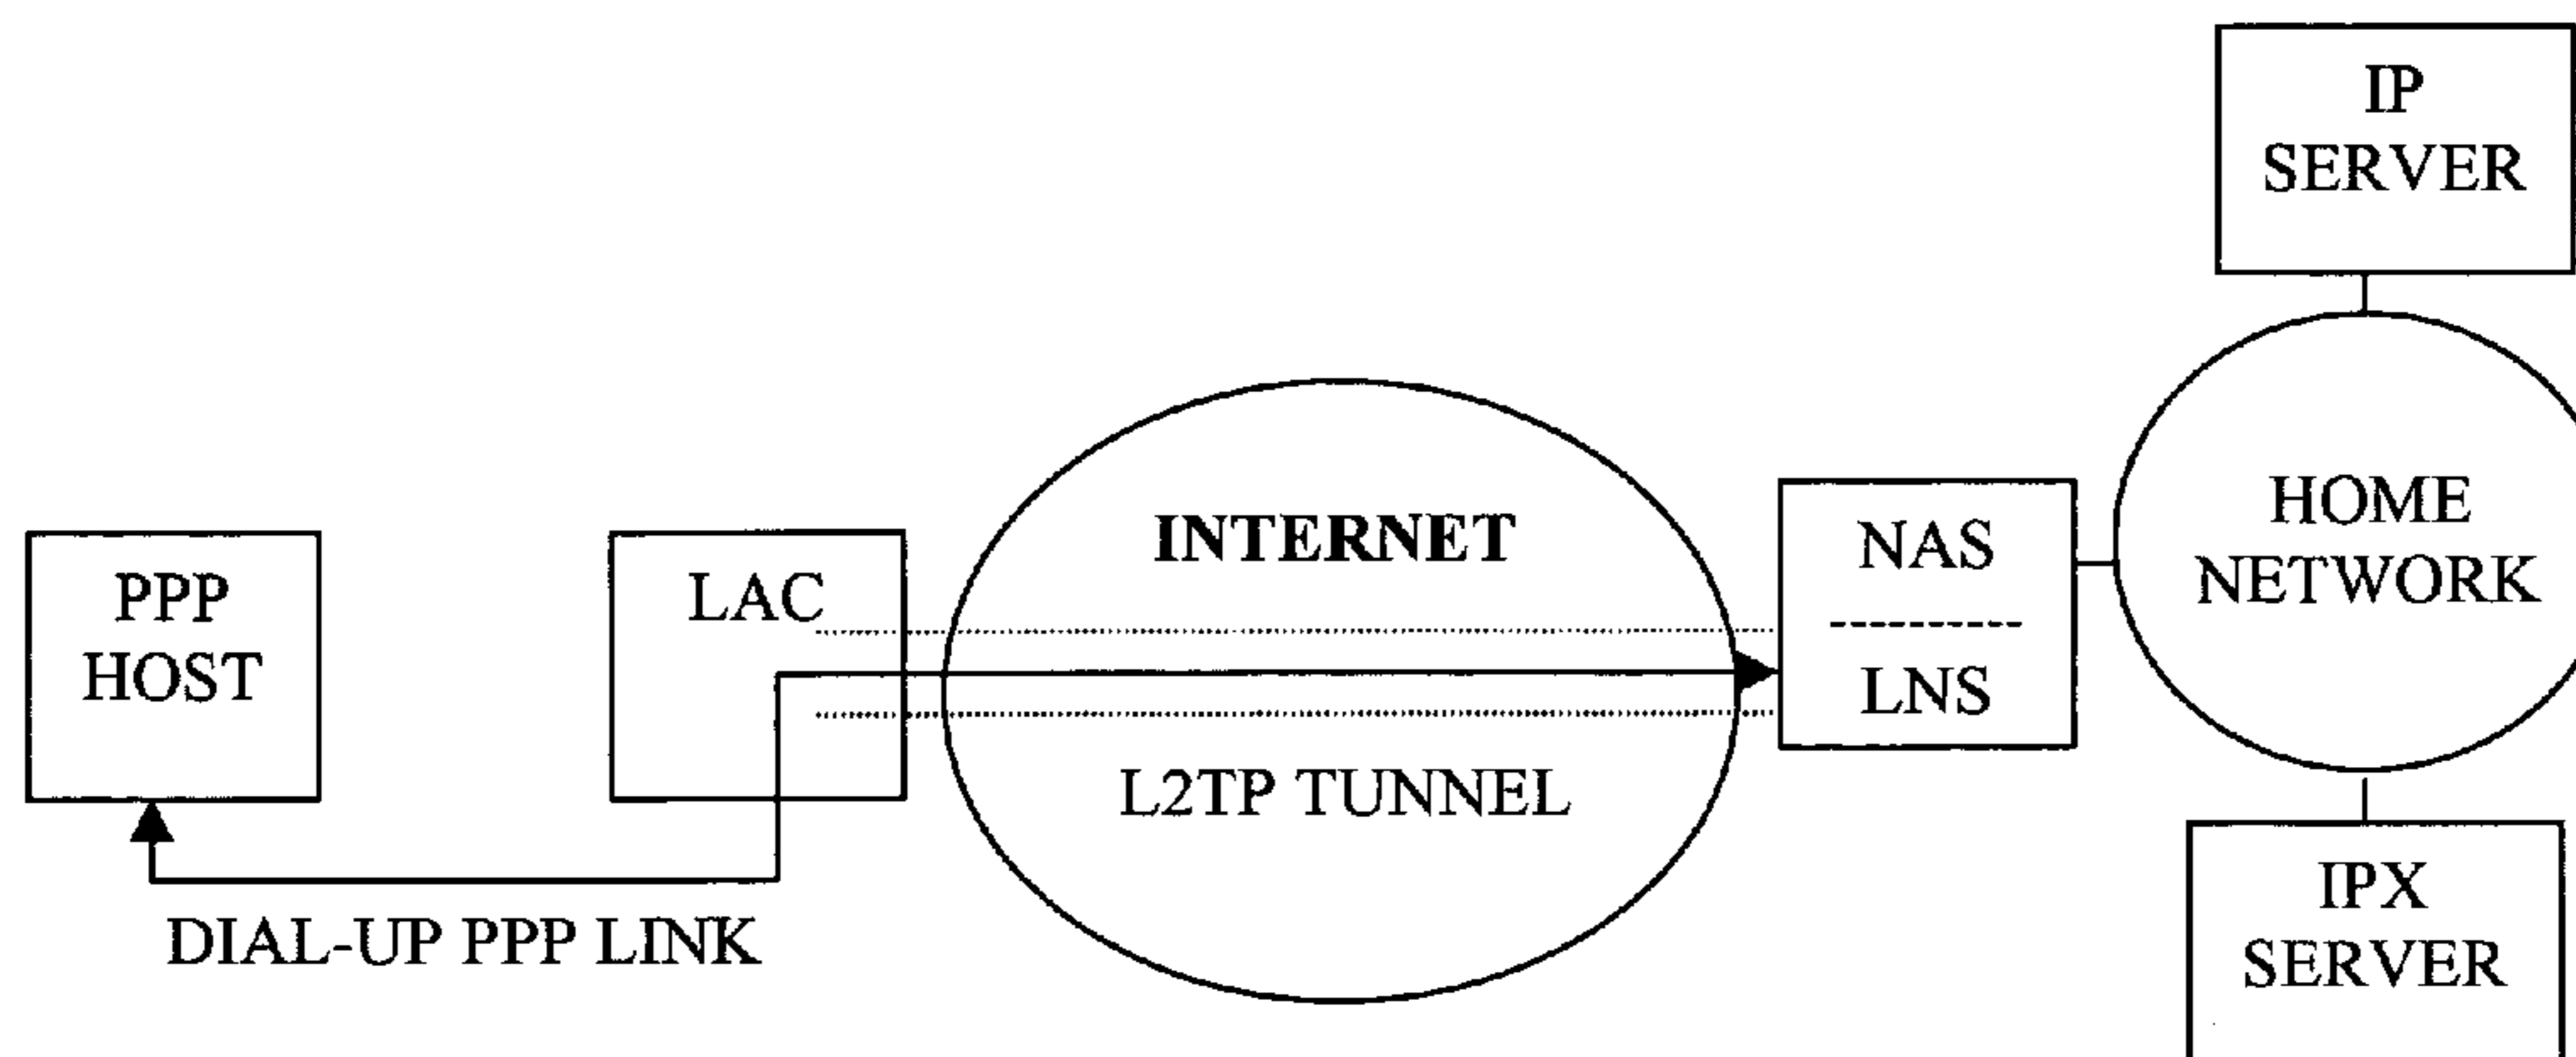 IP
SERVER
PPP
HOST
LAC
INTERNET
L2TP TUNNEL
NAS
LNS
HOME
NETWORK
DIAL-UP PPP LINK
IPX
SERVER